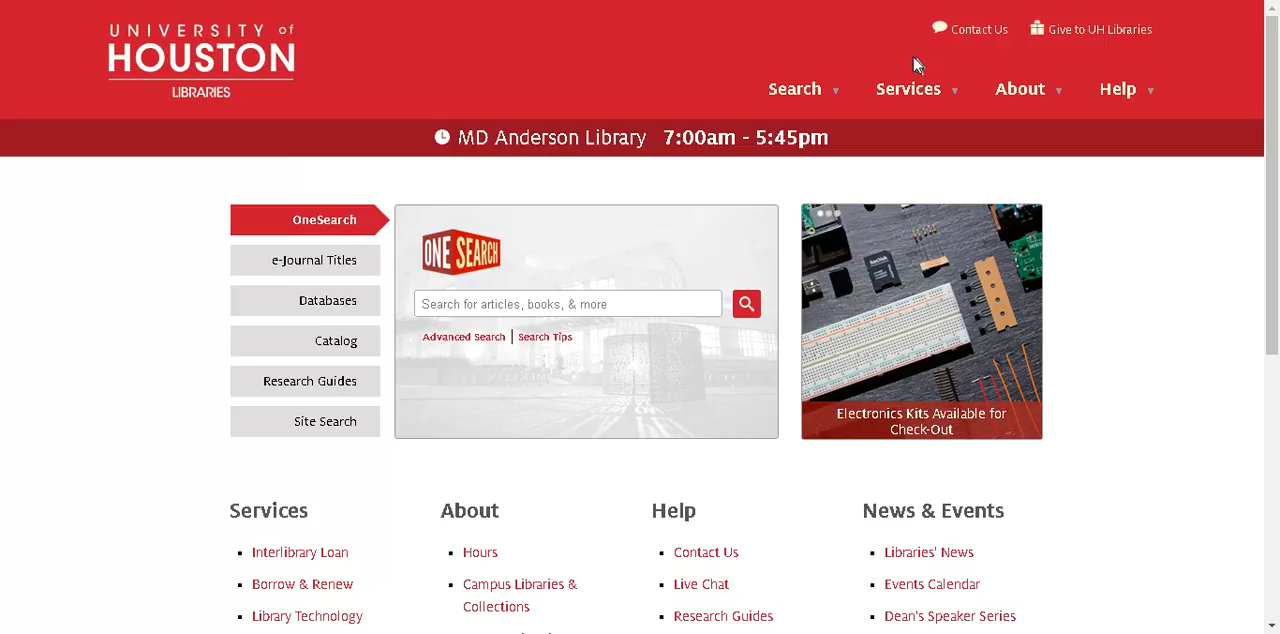 UNIVERSITY of
HOUSTON
LIBRARIES
Contact Us
Give to UH Libraries
Search
Services
About
Help
MD Anderson Library 7:00am - 5:45pm
OneSearch
e-Journal Titles
Databases
Catalog
Research Guides
Site Search
ONE SEARCH
Search for articles, books, & more
Advanced Search | Search Tips
SanDisk
Electronics Kits Available for
Check-Out
Services
Interlibrary Loan
Borrow & Renew
Library Technology
About
Hours
Campus Libraries &
Collections
Help
Contact Us
Live Chat
Research Guides
News & Events
Libraries' News
Events Calendar
Dean's Speaker Series